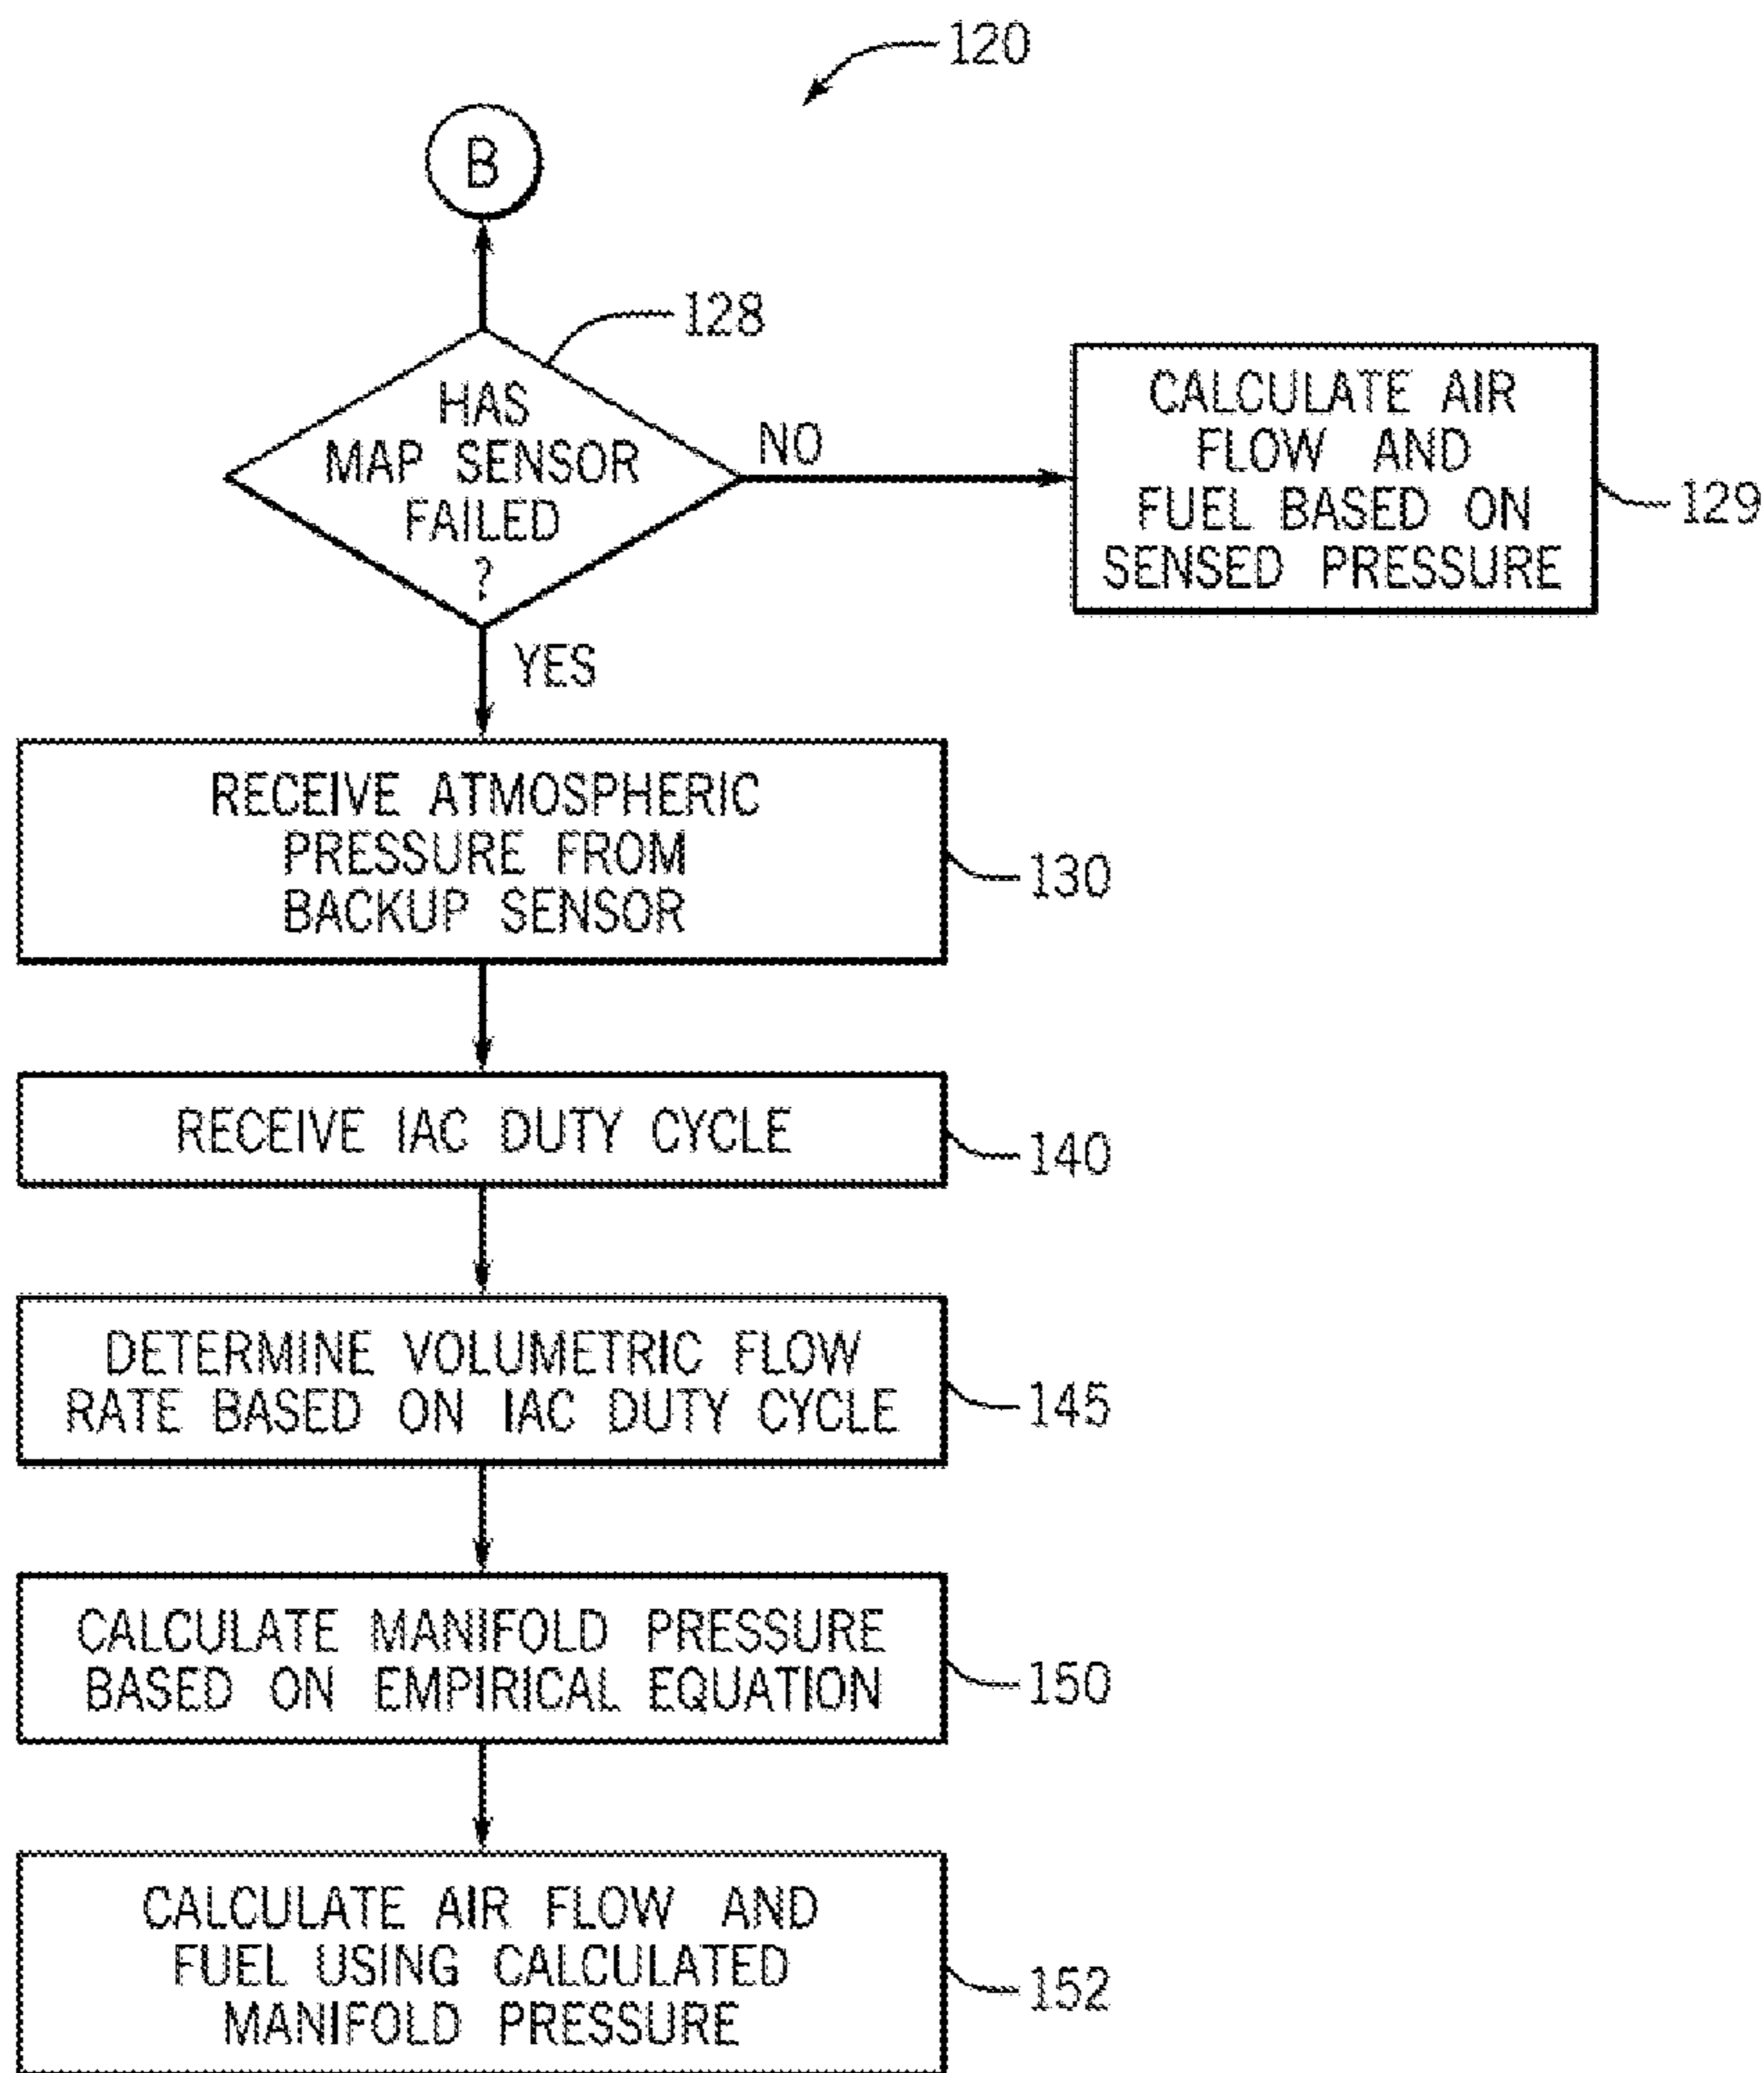 120
B
128
HAS
MAP SENSOR
FAILED
?
NO
CALCULATE AIR
FLOW AND
FUEL BASED ON
SENSED PRESSURE
129
YES
RECEIVE ATMOSPHERIC
PRESSURE FROM
BACKUP SENSOR
130
RECEIVE IAC DUTY CYCLE
140
DETERMINE VOLUMETRIC FLOW
RATE BASED ON IAC DUTY CYCLE
145
CALCULATE MANIFOLD PRESSURE
BASED ON EMPIRICAL EQUATION
150
CALCULATE AIR FLOW AND
FUEL USING CALCULATED
MANIFOLD PRESSURE
152